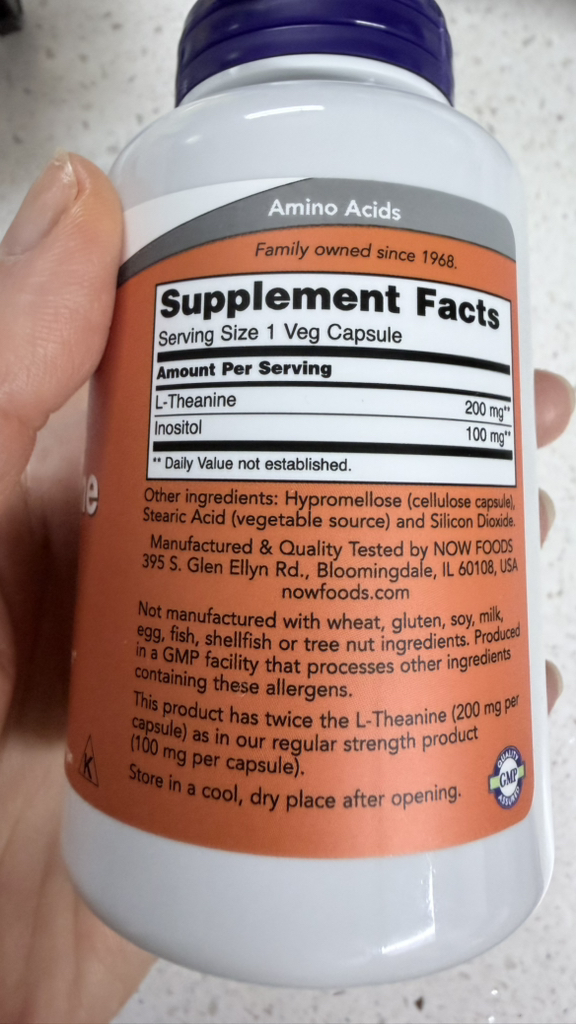 Amino Acids
Family owned since 1968.
Supplement Facts
Serving Size 1 Veg Capsule
Amount Per Serving
L-Theanine 200 mg**
Inositol 100 mg**
** Daily Value not established.
Other ingredients: Hypromellose (cellulose capsule),
Stearic Acid (vegetable source) and Silicon Dioxide.
Manufactured & Quality Tested by NOW FOODS
395 S. Glen Ellyn Rd., Bloomingdale, IL 60108, USA
nowfoods.com
Not manufactured with wheat, gluten, soy, milk,
egg, fish, shellfish or tree nut ingredients. Produced
in a GMP facility that processes other ingredients
containing these allergens.
This product has twice the L-Theanine (200 mg per
capsule) as in our regular strength product
(100 mg per capsule).
Store in a cool, dry place after opening.
K
QUALITY
GMP
ASSURED